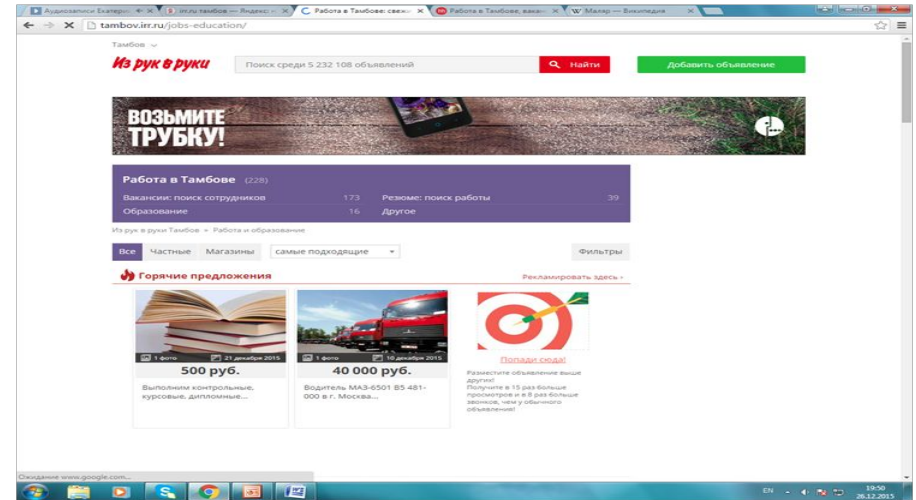 Аудиозаписи Екатерин
irr.ru тамбов — Яндекс: н
Работа в Тамбове: свежи
Работа в Тамбове, вакан
Маляр — Википедия
tambov.irr.ru/jobs-education/
Тамбов
Из рук в руки
Поиск среди 5 232 108 объявлений
Найти
Добавить объявление
ВОЗЬМИТЕ
ТРУБКУ!
Работа в Тамбове (228)
Вакансии: поиск сотрудников 173 Резюме: поиск работы 39
Образование 16 Другое
Из рук в руки Тамбов » Работа и образование
Все Частные Магазины самые подходящие Фильтры
Горячие предложения Рекламировать здесь ›
1 фото 21 декабря 2015
500 руб.
Выполним контрольные,
курсовые, дипломные...
1 фото 10 декабря 2015
40 000 руб.
Водитель МАЗ-6501 В5 481-
000 в г. Москва...
Попади сюда!
Разместите объявление выше
других!
Получите в 15 раз больше
просмотров и в 8 раз больше
звонков, чем у обычного
объявления!
Ожидание www.google.com...
EN
19:50
26.12.2015